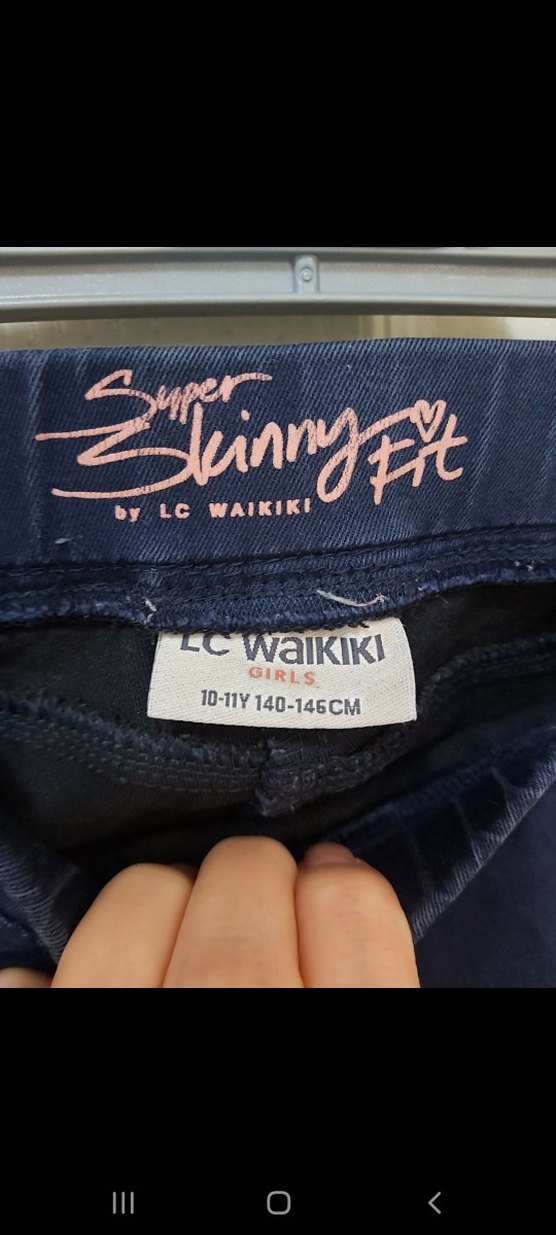 Super
Skinny Fit
by LC WAIKIKI
LC WAIKIKI
GIRLS
10-11Y 140-146CM